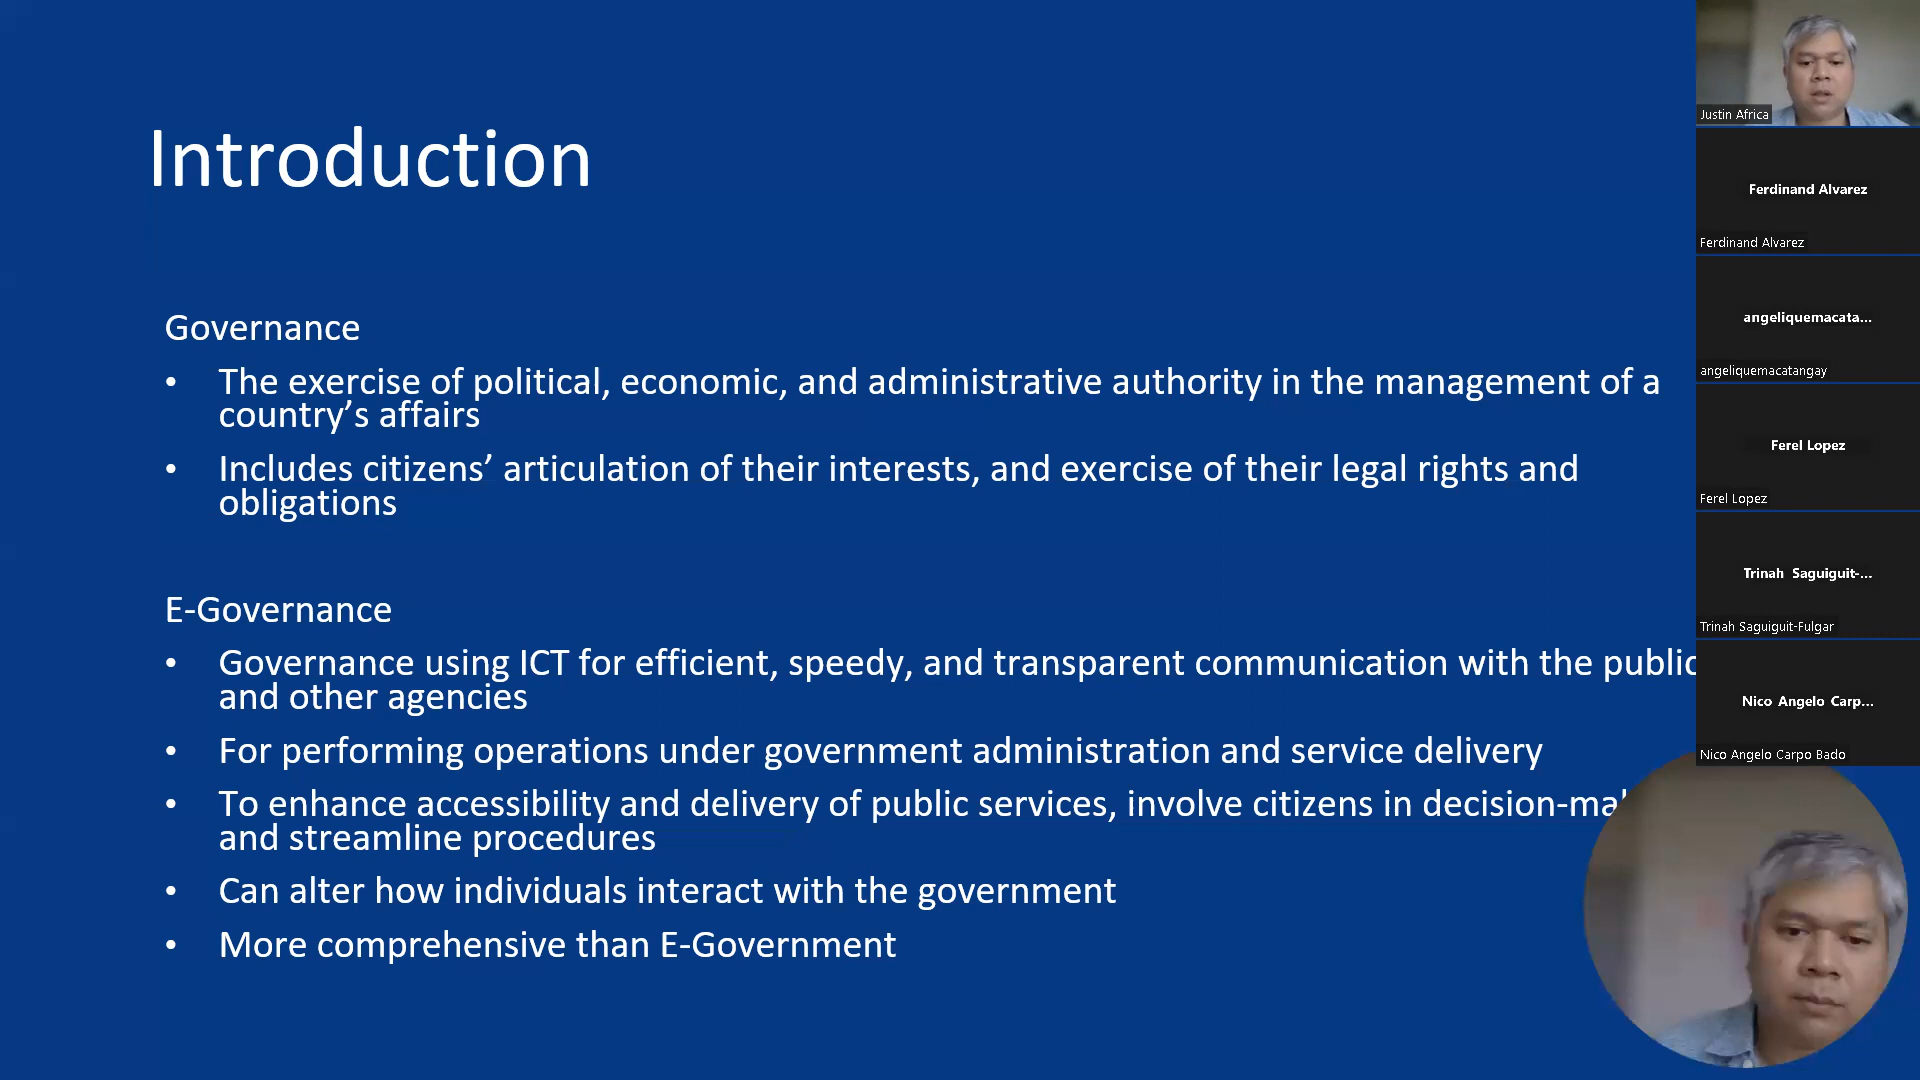 Introduction
Governance
• The exercise of political, economic, and administrative authority in the management of a
country’s affairs
• Includes citizens’ articulation of their interests, and exercise of their legal rights and
obligations
E-Governance
• Governance using ICT for efficient, speedy, and transparent communication with the public
and other agencies
• For performing operations under government administration and service delivery
• To enhance accessibility and delivery of public services, involve citizens in
and streamline procedures
• Can alter how individuals interact with the government
• More comprehensive than E-Government
Justin Africa
Ferdinand Alvarez
Ferdinand Alvarez
angeliquemacata...
angeliquemacatangay
Ferel Lopez
Ferel Lopez
Trinah Saguiguit-...
Trinah Saguiguit-Fulgar
Nico Angelo Carp...
Nico Angelo Carpo Bado